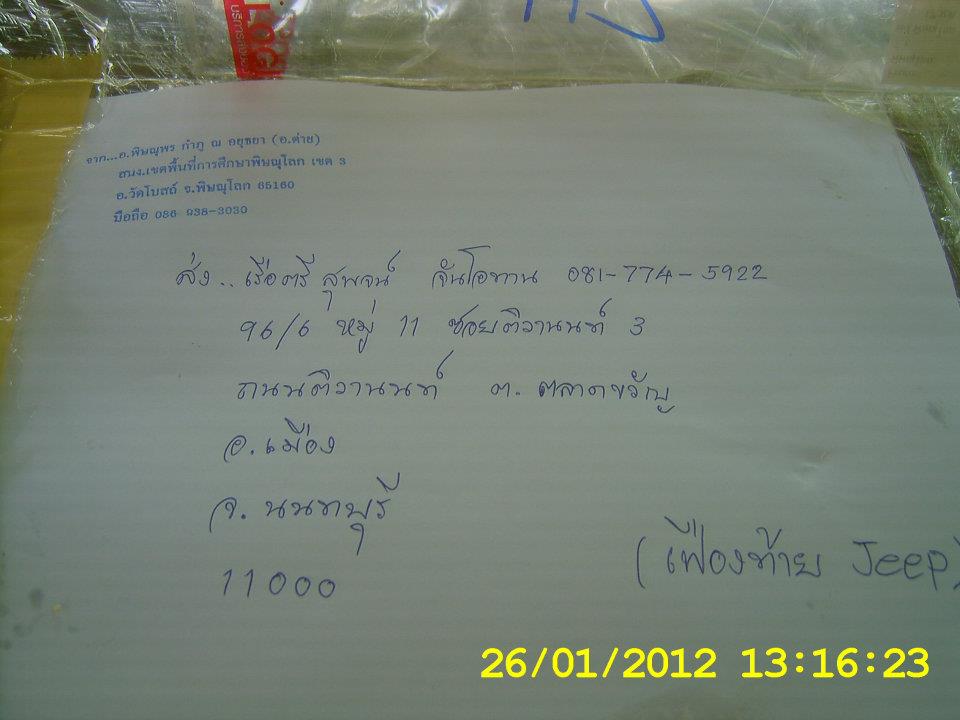 LOG
จาก...อ.พิษณุพร กำภู ณ อยุธยา (อ.ต่าย)
สนง.เขตพื้นที่การศึกษาพิษณุโลก เขต 3
อ.วัดโบสถ์ จ.พิษณุโลก 65160
มือถือ 086 938-3030
ส่ง.. เรือตรี สุพจน์ จันโอทาน 081-774-5922
96/6 หมู่ 11 ซอยติวานนท์ 3
ถนนติวานนท์ ต. ตลาดขวัญ
อ. เมือง
จ. นนทบุรี
11000
(เฟืองท้าย Jeep)
26/01/2012 13:16:23